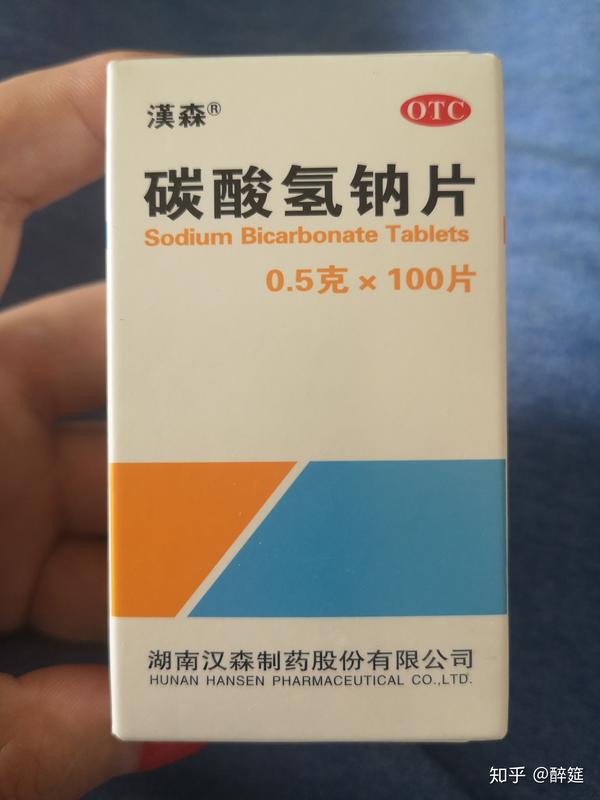 漢森®
OTC
碳酸氢钠片
Sodium Bicarbonate Tablets
0.5克 × 100片
湖南汉森制药股份有限公司
HUNAN HANSEN PHARMACEUTICAL CO.,LTD.
知乎 @醉筵